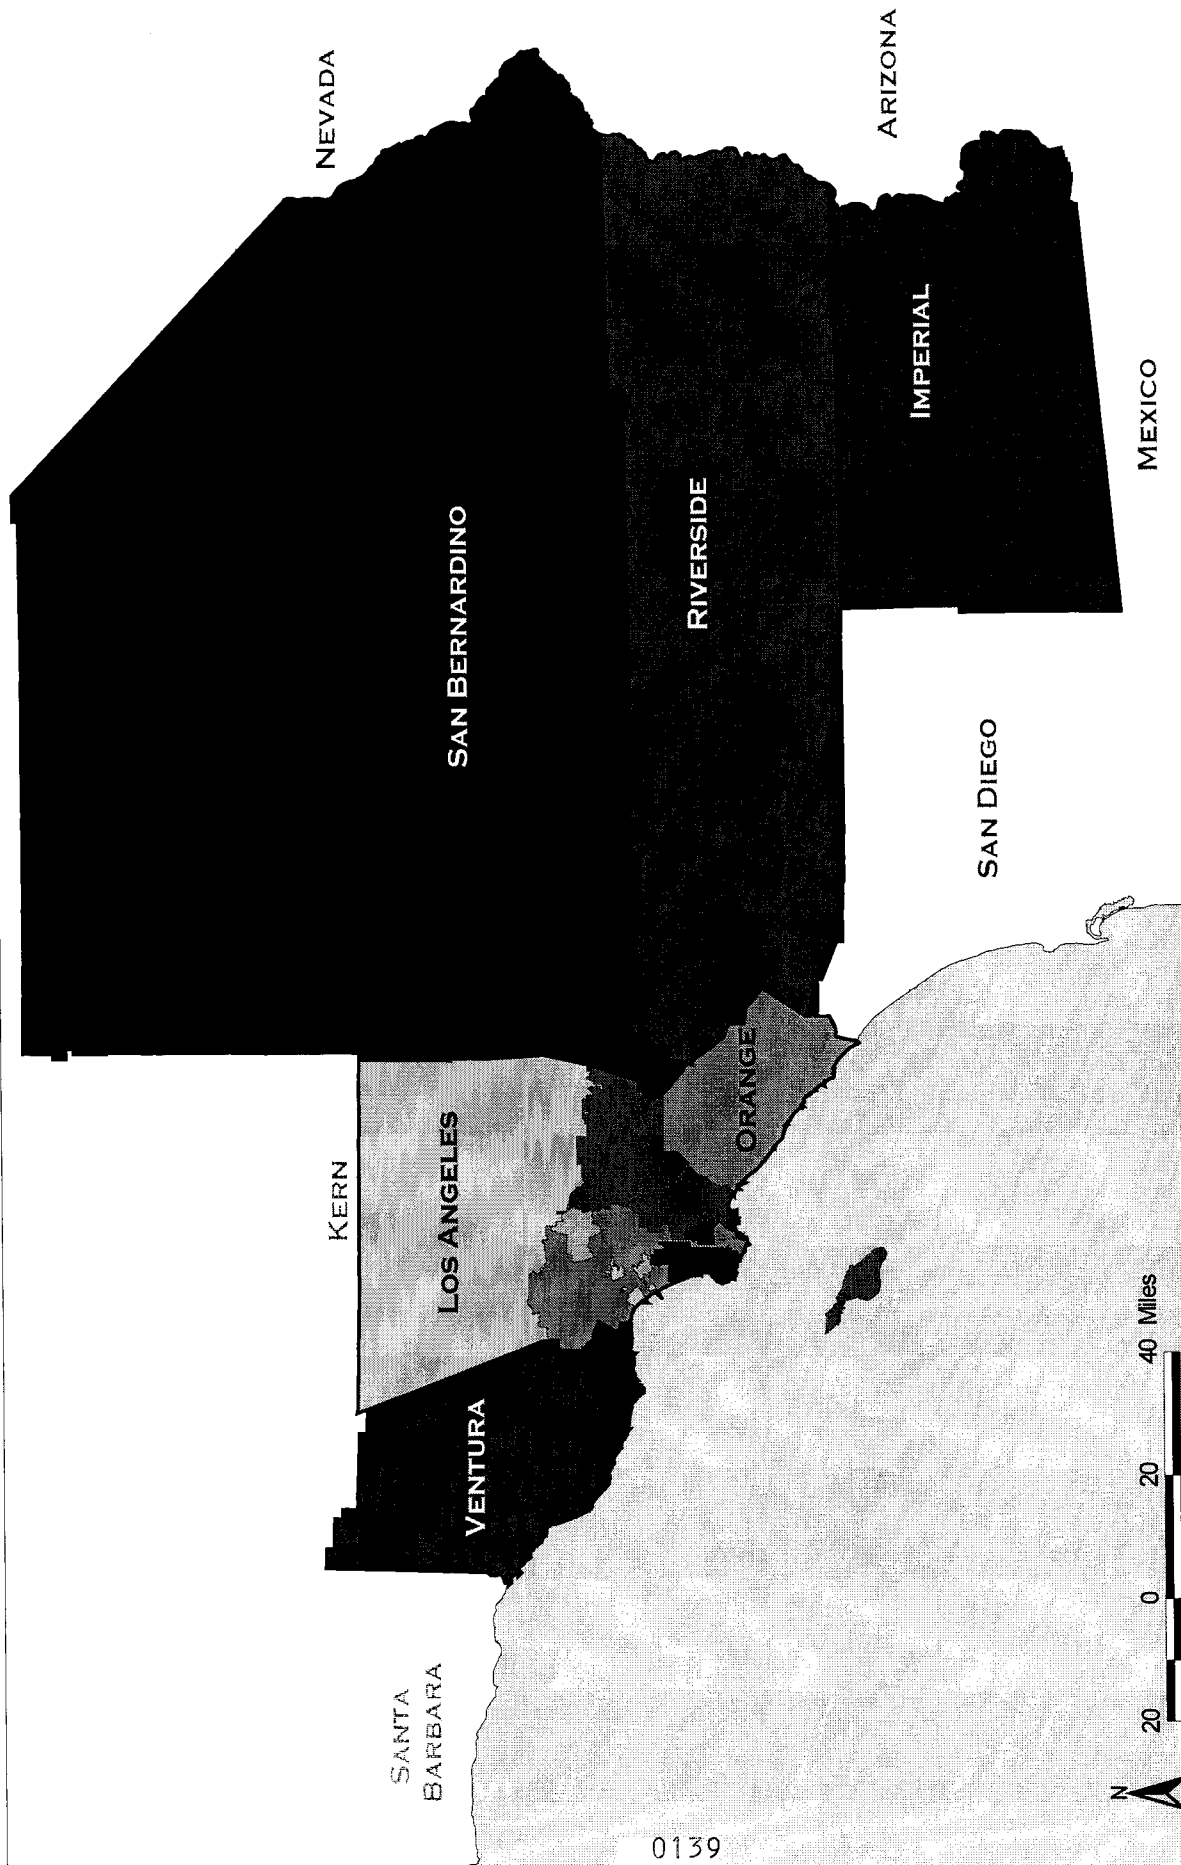 NEVADA
KERN
SANTA
BARBARA
LOS ANGELES
SAN BERNARDINO
VENTURA
RIVERSIDE
ORANGE
ARIZONA
IMPERIAL
SAN DIEGO
MEXICO
N
20 0 20 40 Miles
0139